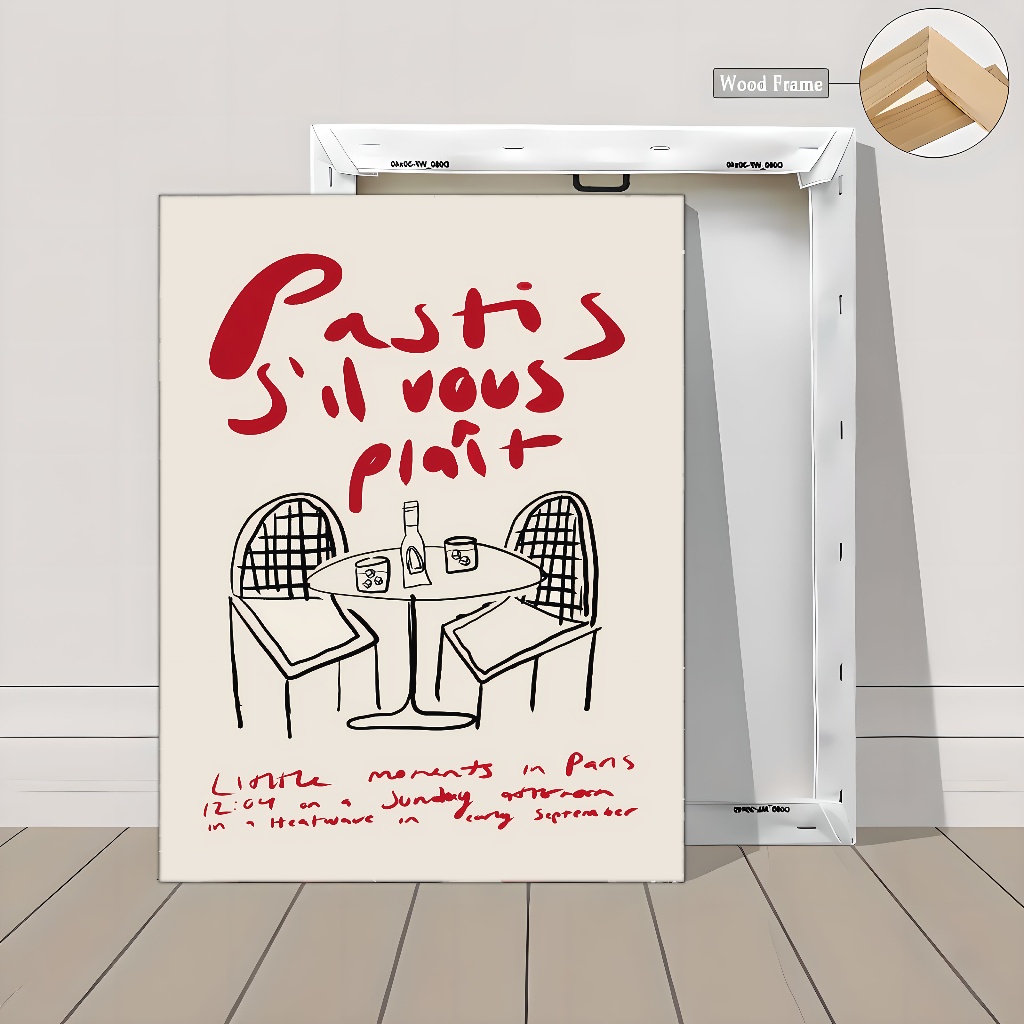 Wood Frame
Pastis
s'il vous
plaît
Little moments in Paris
12:04 on a Sunday afternoon
in a Heatwave in early September